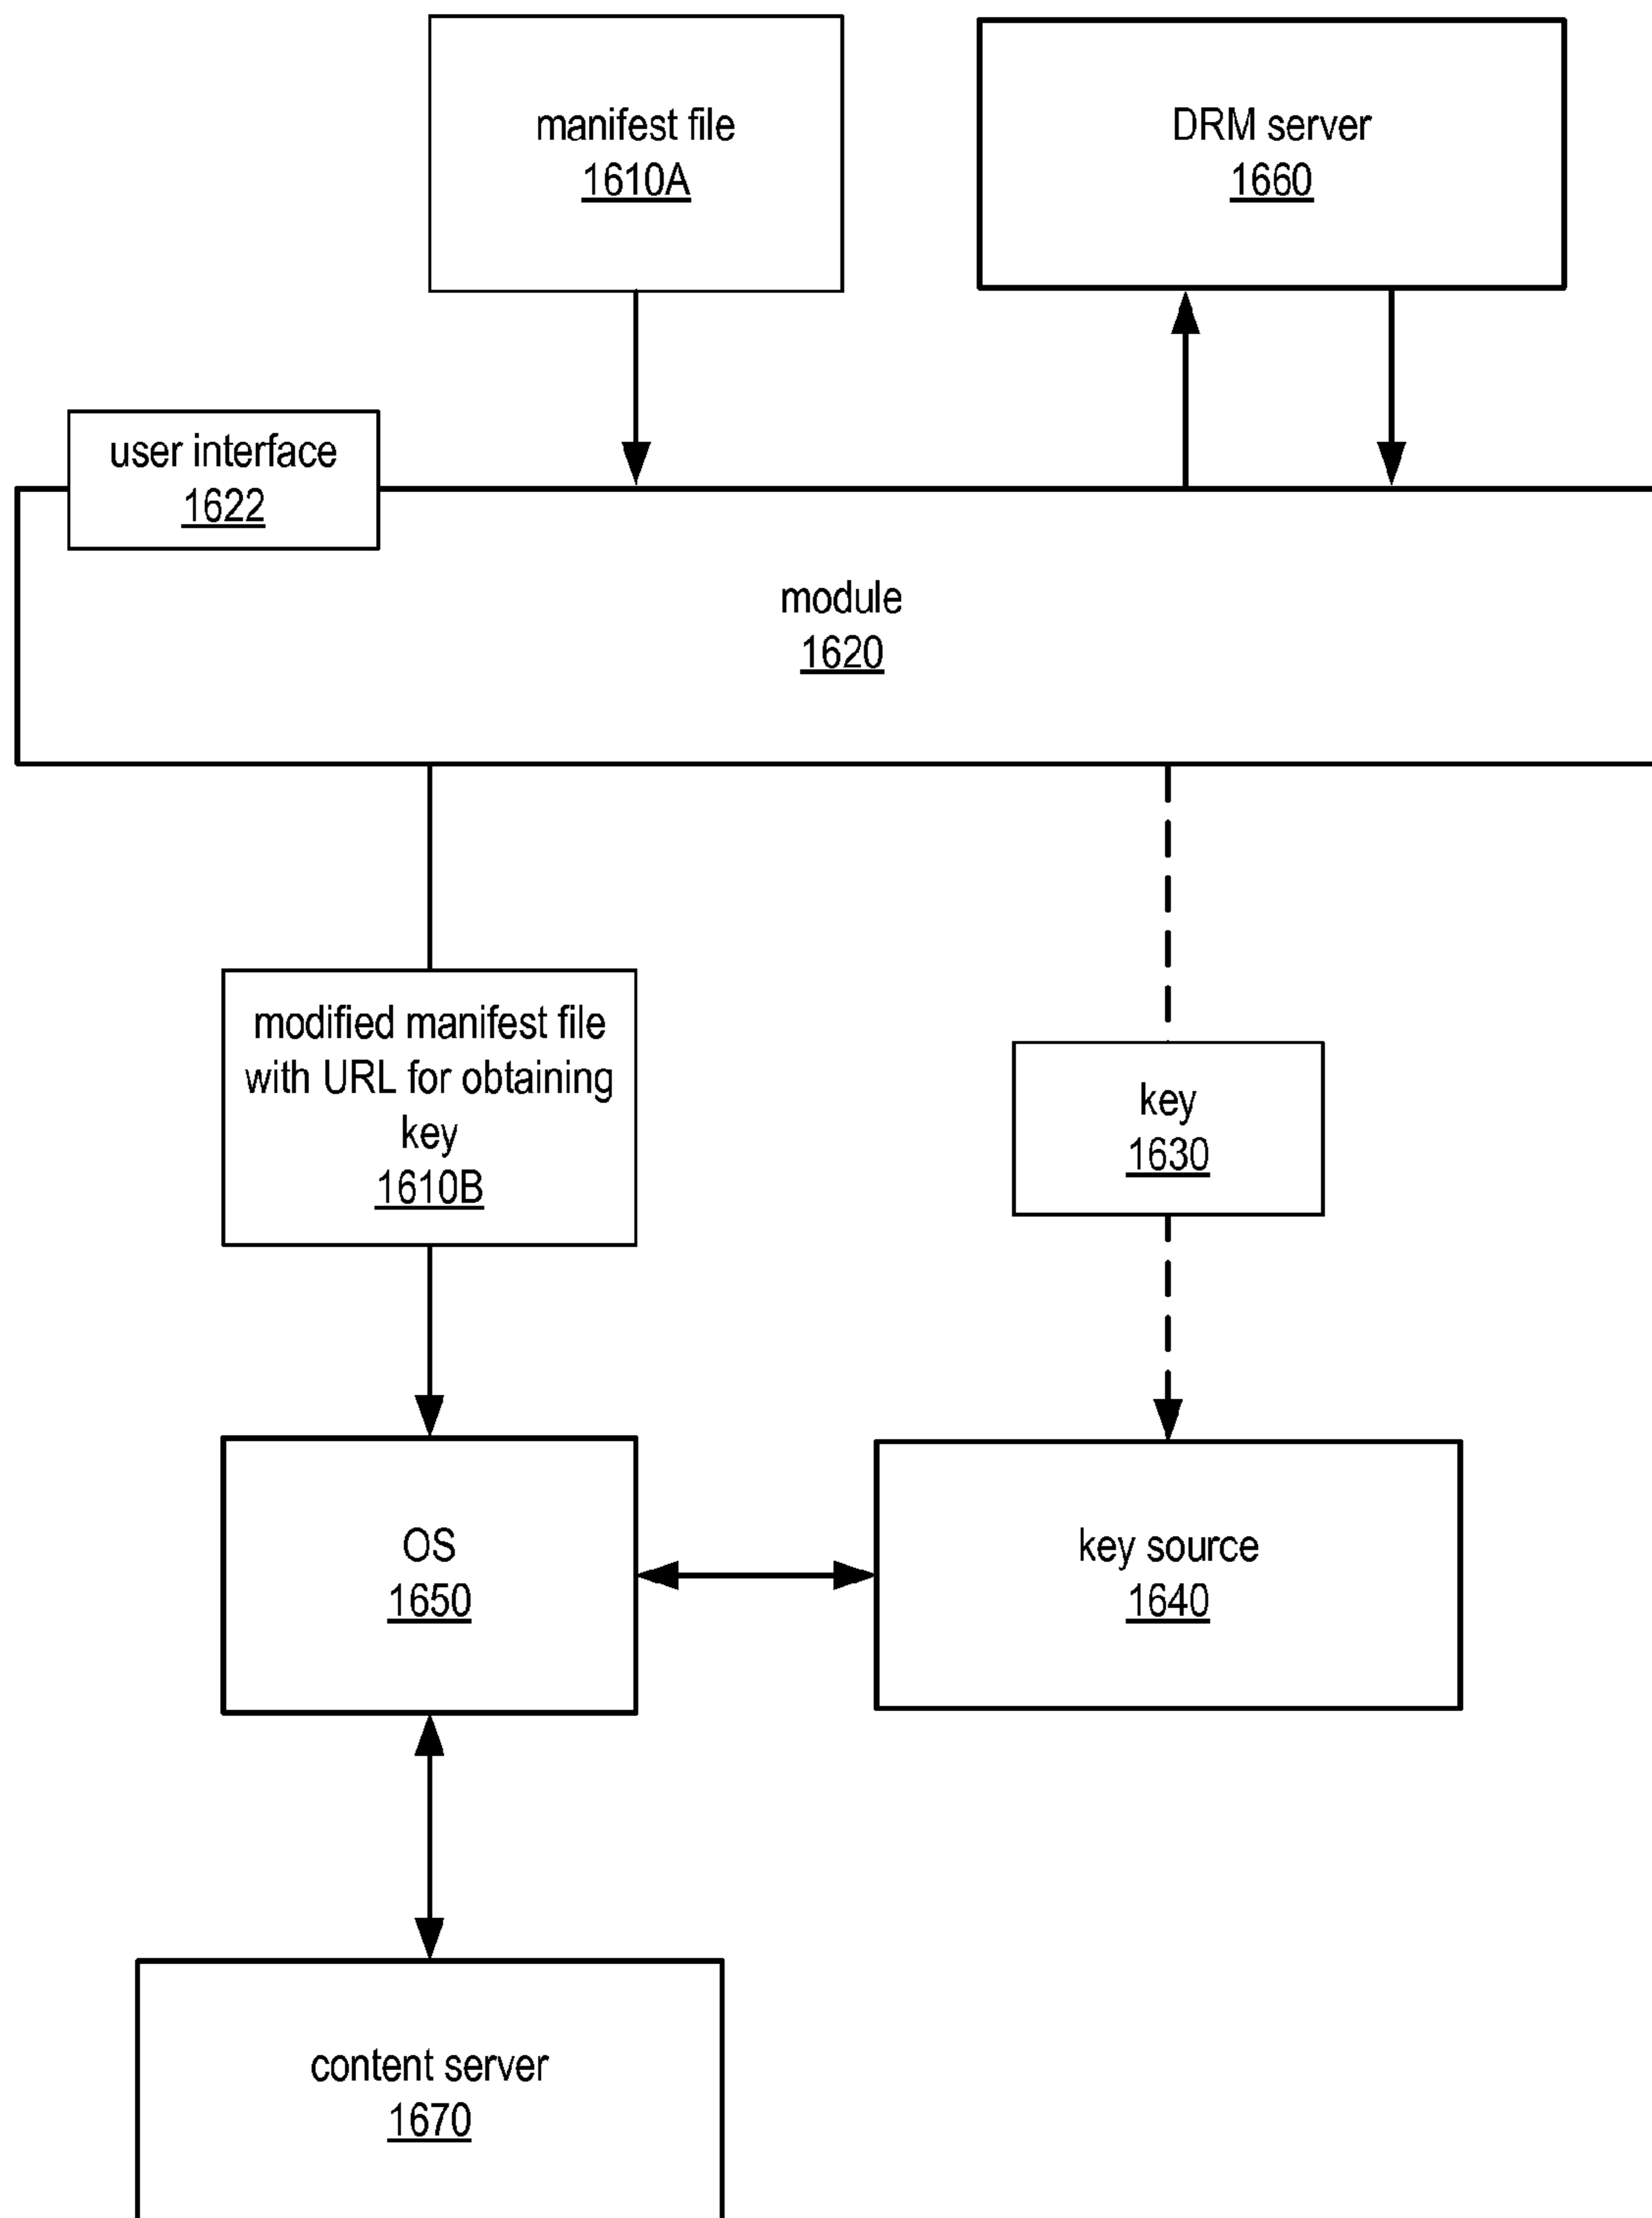 manifest file
1610A
DRM server
1660
user interface
1622
module
1620
modified manifest file
with URL for obtaining
key
1610B
key
1630
OS
1650
key source
1640
content server
1670